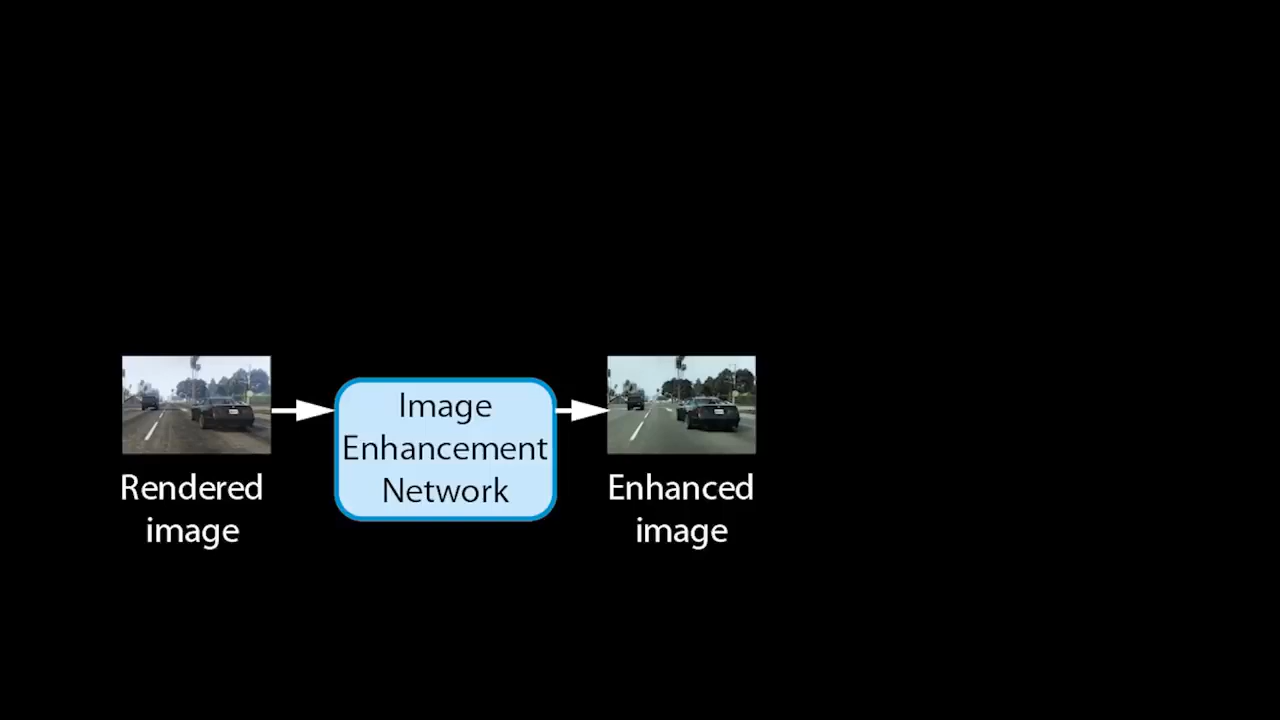 Rendered
image
Image
Enhancement
Network
Enhanced
image